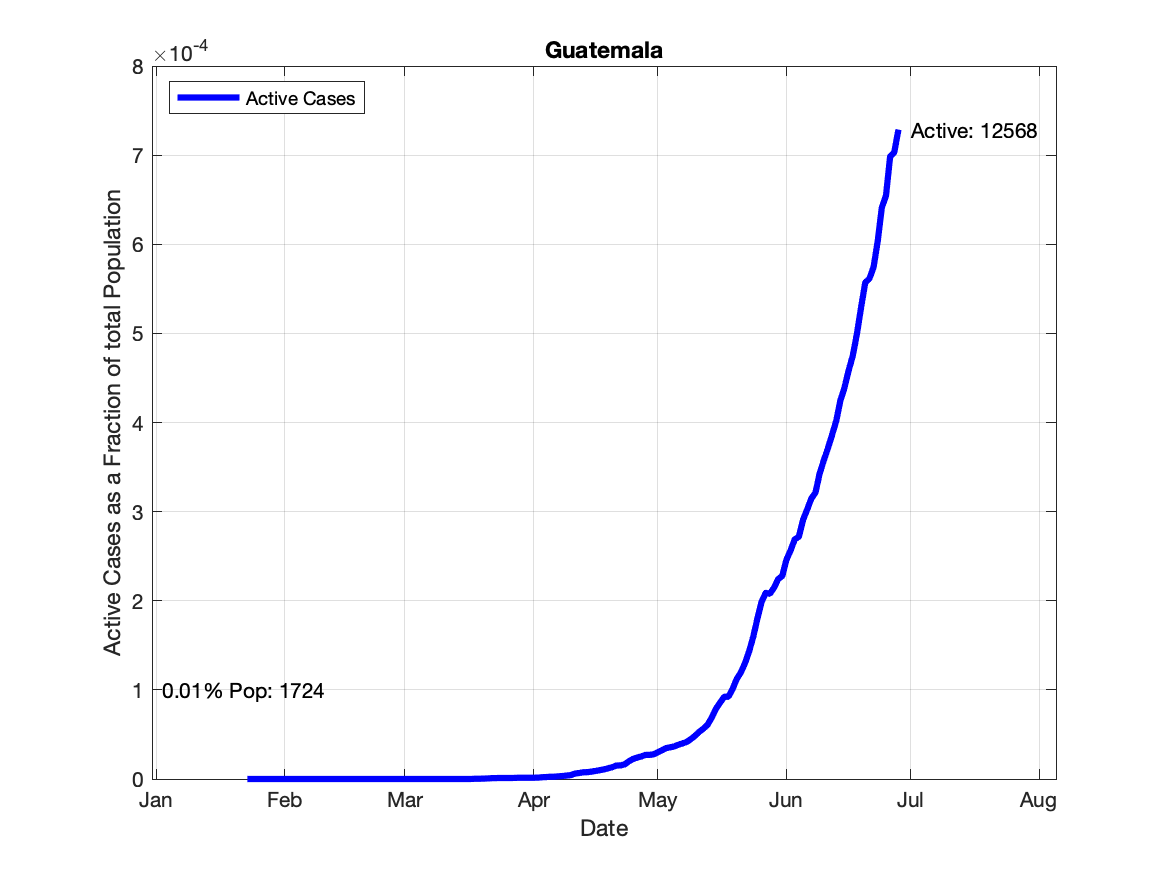 Guatemala
×10-4
Active Cases
Active: 12568
0.01% Pop: 1724
8
7
6
5
4
3
2
1
0
Active Cases as a Fraction of total Population
Jan Feb Mar Apr May Jun Jul Aug
Date